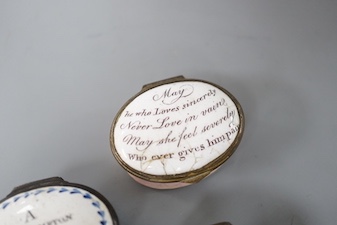 May
he who Loves sincerely
Never Love in vain,
May she feel severely
Who ever gives him pain
A